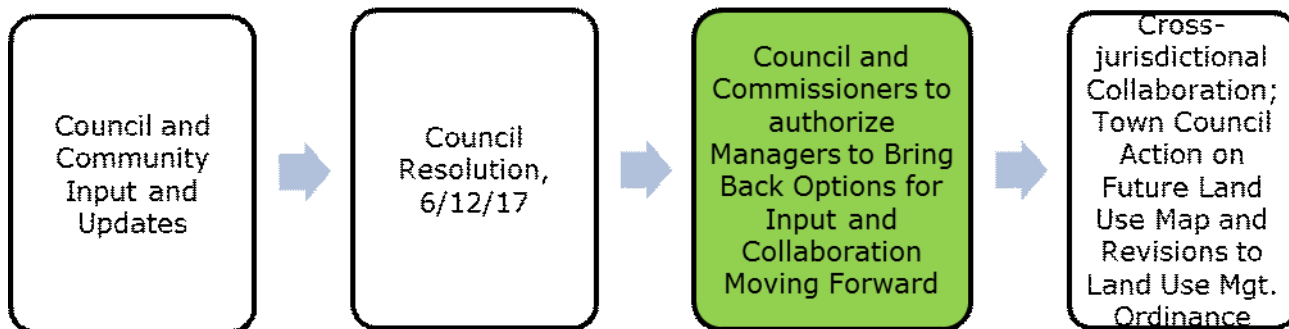 Council and
Community
Input and
Updates
Council
Resolution,
6/12/17
Council and
Commissioners to
authorize
Managers to Bring
Back Options for
Input and
Collaboration
Moving Forward
Cross-
jurisdictional
Collaboration;
Town Council
Action on
Future Land
Use Map and
Revisions to
Land Use Mgt.
Ordinance